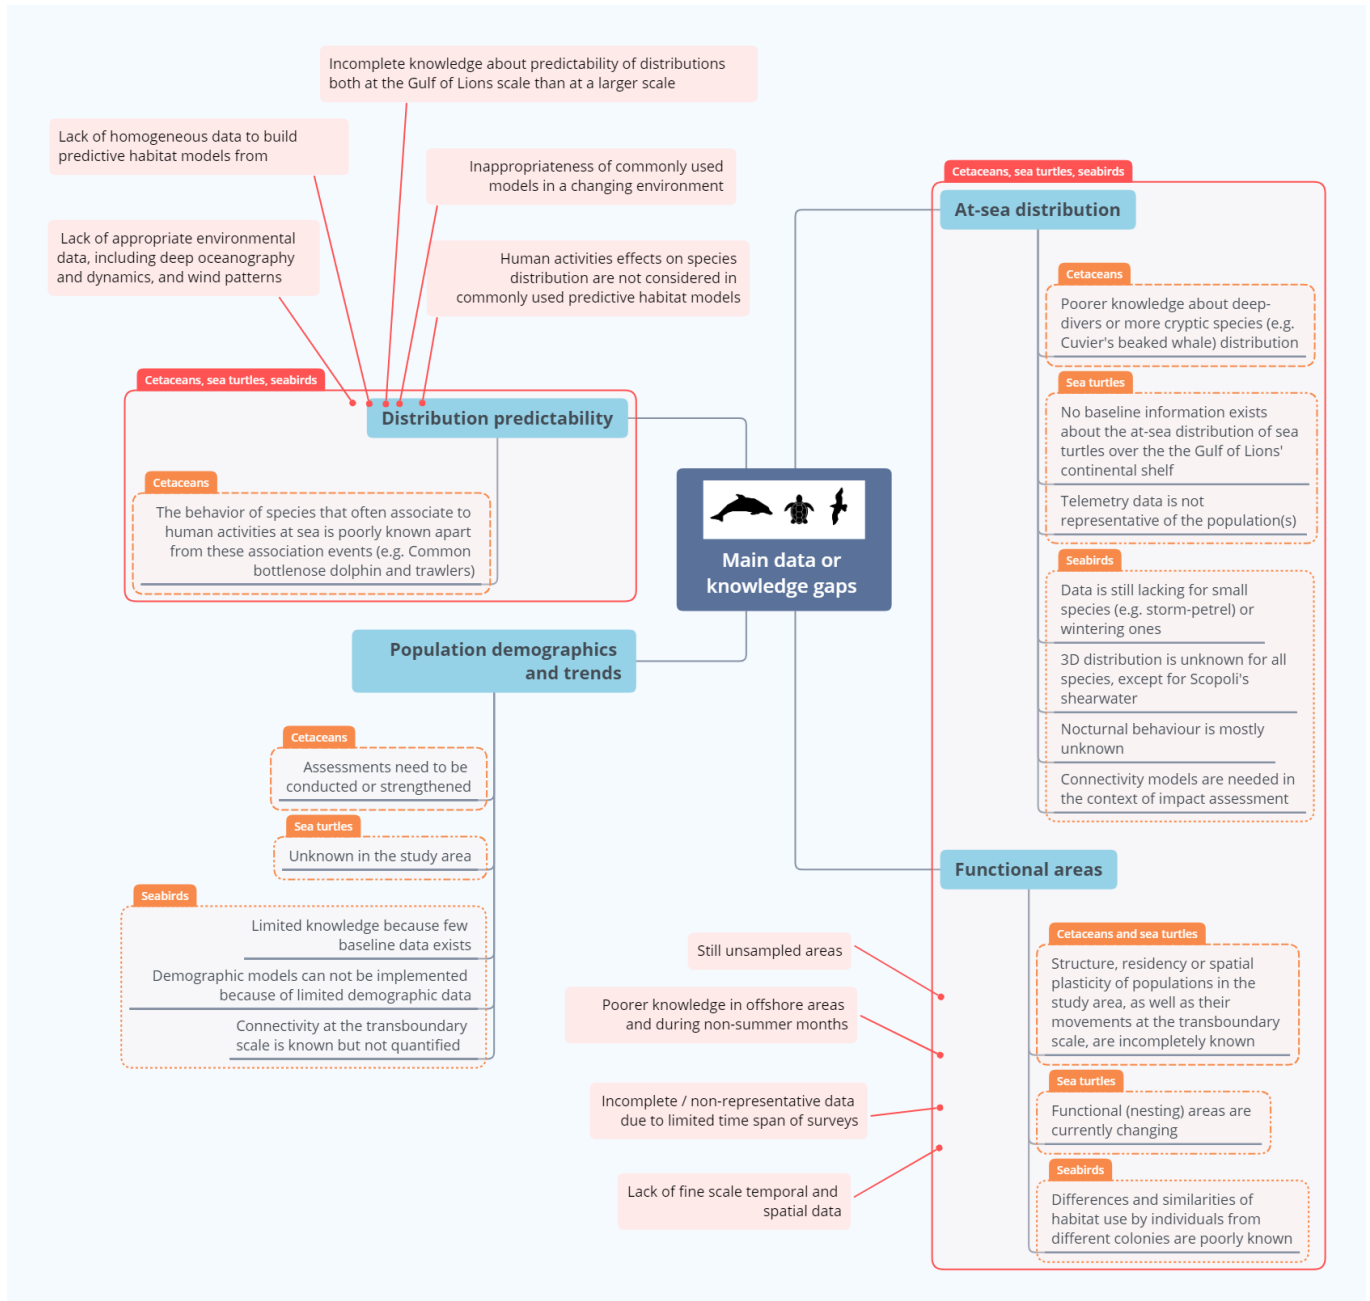 Incomplete knowledge about predictability of distributions
both at the Gulf of Lions scale than at a larger scale
Lack of homogeneous data to build
predictive habitat models from
Inappropriateness of commonly used
models in a changing environment
Lack of appropriate environmental
data, including deep oceanography
and dynamics, and wind patterns
Human activities effects on species
distribution are not considered in
commonly used predictive habitat models
Cetaceans, sea turtles, seabirds
Distribution predictability
Cetaceans
The behavior of species that often associate to
human activities at sea is poorly known apart
from these association events (e.g. Common
bottlenose dolphin and trawlers)
Main data or
knowledge gaps
Population demographics
and trends
Cetaceans
Assessments need to be
conducted or strengthened
Sea turtles
Unknown in the study area
Seabirds
Limited knowledge because few
baseline data exists
Demographic models can not be implemented
because of limited demographic data
Connectivity at the transboundary
scale is known but not quantified
Cetaceans, sea turtles, seabirds
At-sea distribution
Cetaceans
Poorer knowledge about deep-
divers or more cryptic species (e.g.
Cuvier's beaked whale) distribution
Sea turtles
No baseline information exists
about the at-sea distribution of sea
turtles over the the Gulf of Lions'
continental shelf
Telemetry data is not
representative of the population(s)
Seabirds
Data is still lacking for small
species (e.g. storm-petrel) or
wintering ones
3D distribution is unknown for all
species, except for Scopoli's
shearwater
Nocturnal behaviour is mostly
unknown
Connectivity models are needed in
the context of impact assessment
Functional areas
Still unsampled areas
Poorer knowledge in offshore areas
and during non-summer months
Incomplete / non-representative data
due to limited time span of surveys
Lack of fine scale temporal and
spatial data
Cetaceans and sea turtles
Structure, residency or spatial
plasticity of populations in the
study area, as well as their
movements at the transboundary
scale, are incompletely known
Sea turtles
Functional (nesting) areas are
currently changing
Seabirds
Differences and similarities of
habitat use by individuals from
different colonies are poorly known